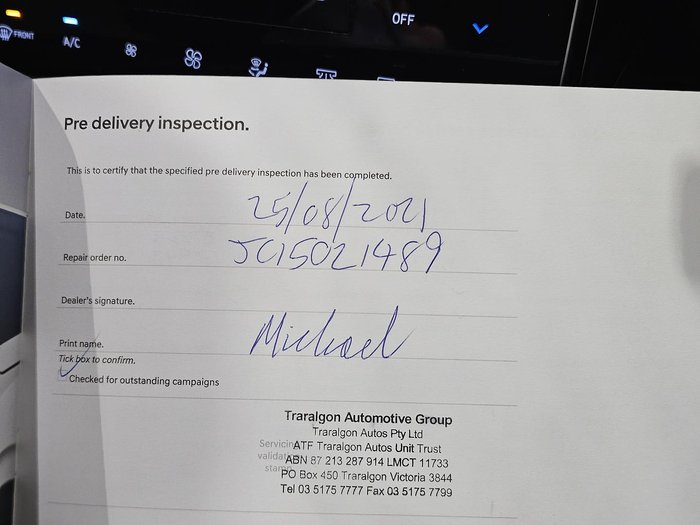 OFF
FRONT
A/C
Pre delivery inspection.
This is to certify that the specified pre delivery inspection has been completed.
Date. 25/08/2021
Repair order no. JC15021489
Dealer's signature.
Print name. Michael
Tick box to confirm.
Checked for outstanding campaigns
Traralgon Automotive Group
Traralgon Autos Pty Ltd
ATF Traralgon Autos Unit Trust
ABN 87 213 287 914 LMCT 11733
PO Box 450 Traralgon Victoria 3844
Tel 03 5175 7777 Fax 03 5175 7799